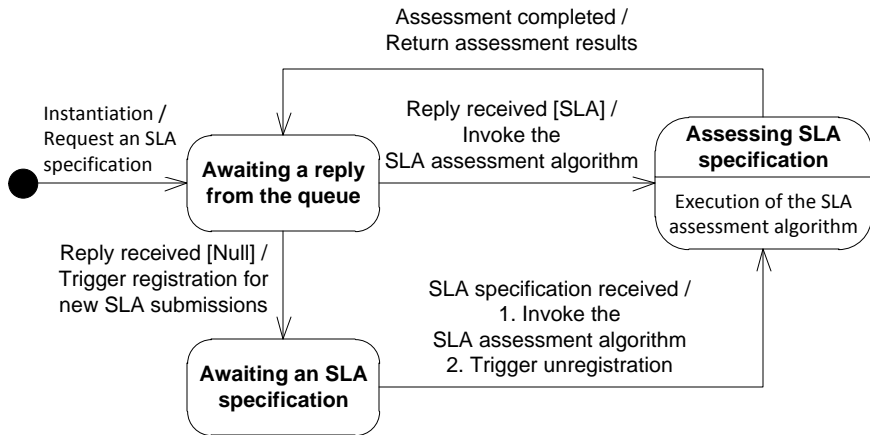 Assessment completed /
Return assessment results
Instantiation /
Request an SLA
specification
Reply received [SLA] /
Invoke the
SLA assessment algorithm
Assessing SLA
specification
Execution of the SLA
assessment algorithm
Awaiting a reply
from the queue
Reply received [Null] /
Trigger registration for
new SLA submissions
SLA specification received /
1. Invoke the
SLA assessment algorithm
2. Trigger unregistration
Awaiting an SLA
specification